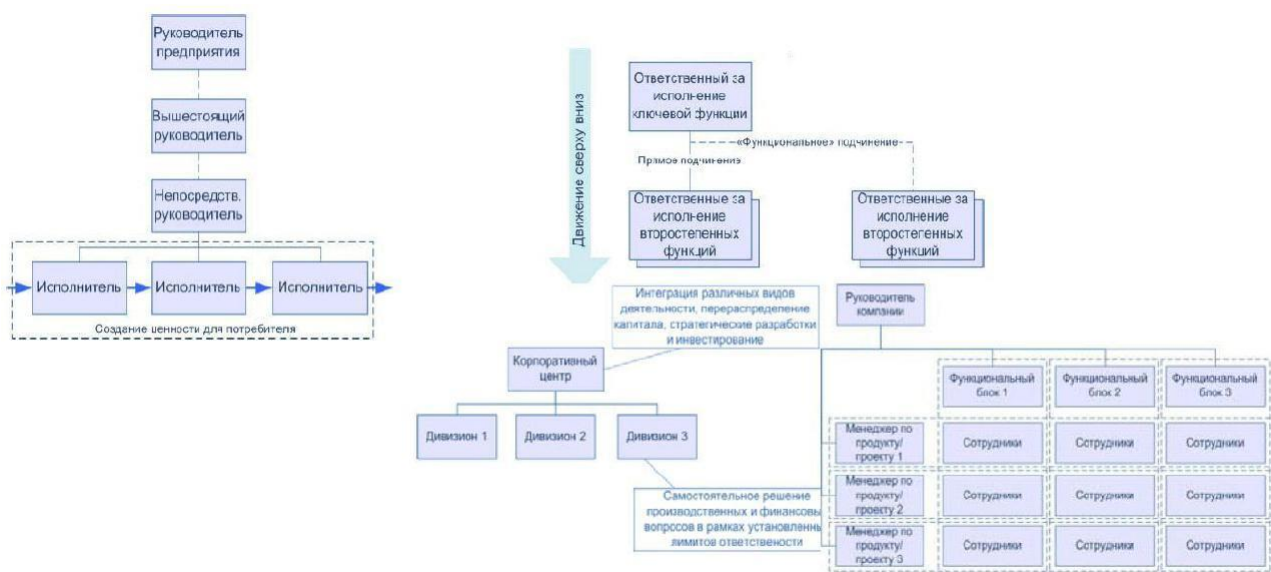 Руководитель
предприятия
Вышестоящий
руководитель
Непосредств.
руководитель
Исполнитель
Исполнитель
Исполнитель
Создание ценности для потребителя
Движение сверху вниз
Ответственный за
исполнение
ключевой функции
«Функциональное» подчинение
Прямое подчинение
Ответственные за
исполнение
второстепенных
функций
Ответственные за
исполнение
второстепенных
функций
Интеграция различных видов
деятельности, перераспределение
капитала, стратегические разработки
и инвестирование
Корпоративный
центр
Дивизион 1
Дивизион 2
Дивизион 3
Самостоятельное решение
производственных и финансовы
вопросов в рамках установленны
лимитов ответствености
Руководитель
компании
Функциональный
блок 1
Функциональный
блок 2
Функциональный
блок 3
Менеджер по
продукту/
проекту 1
Сотрудники
Сотрудники
Сотрудники
Менеджер по
продукту/
проекту 2
Сотрудники
Сотрудники
Сотрудники
Менеджер по
продукту/
проекту 3
Сотрудники
Сотрудники
Сотрудники